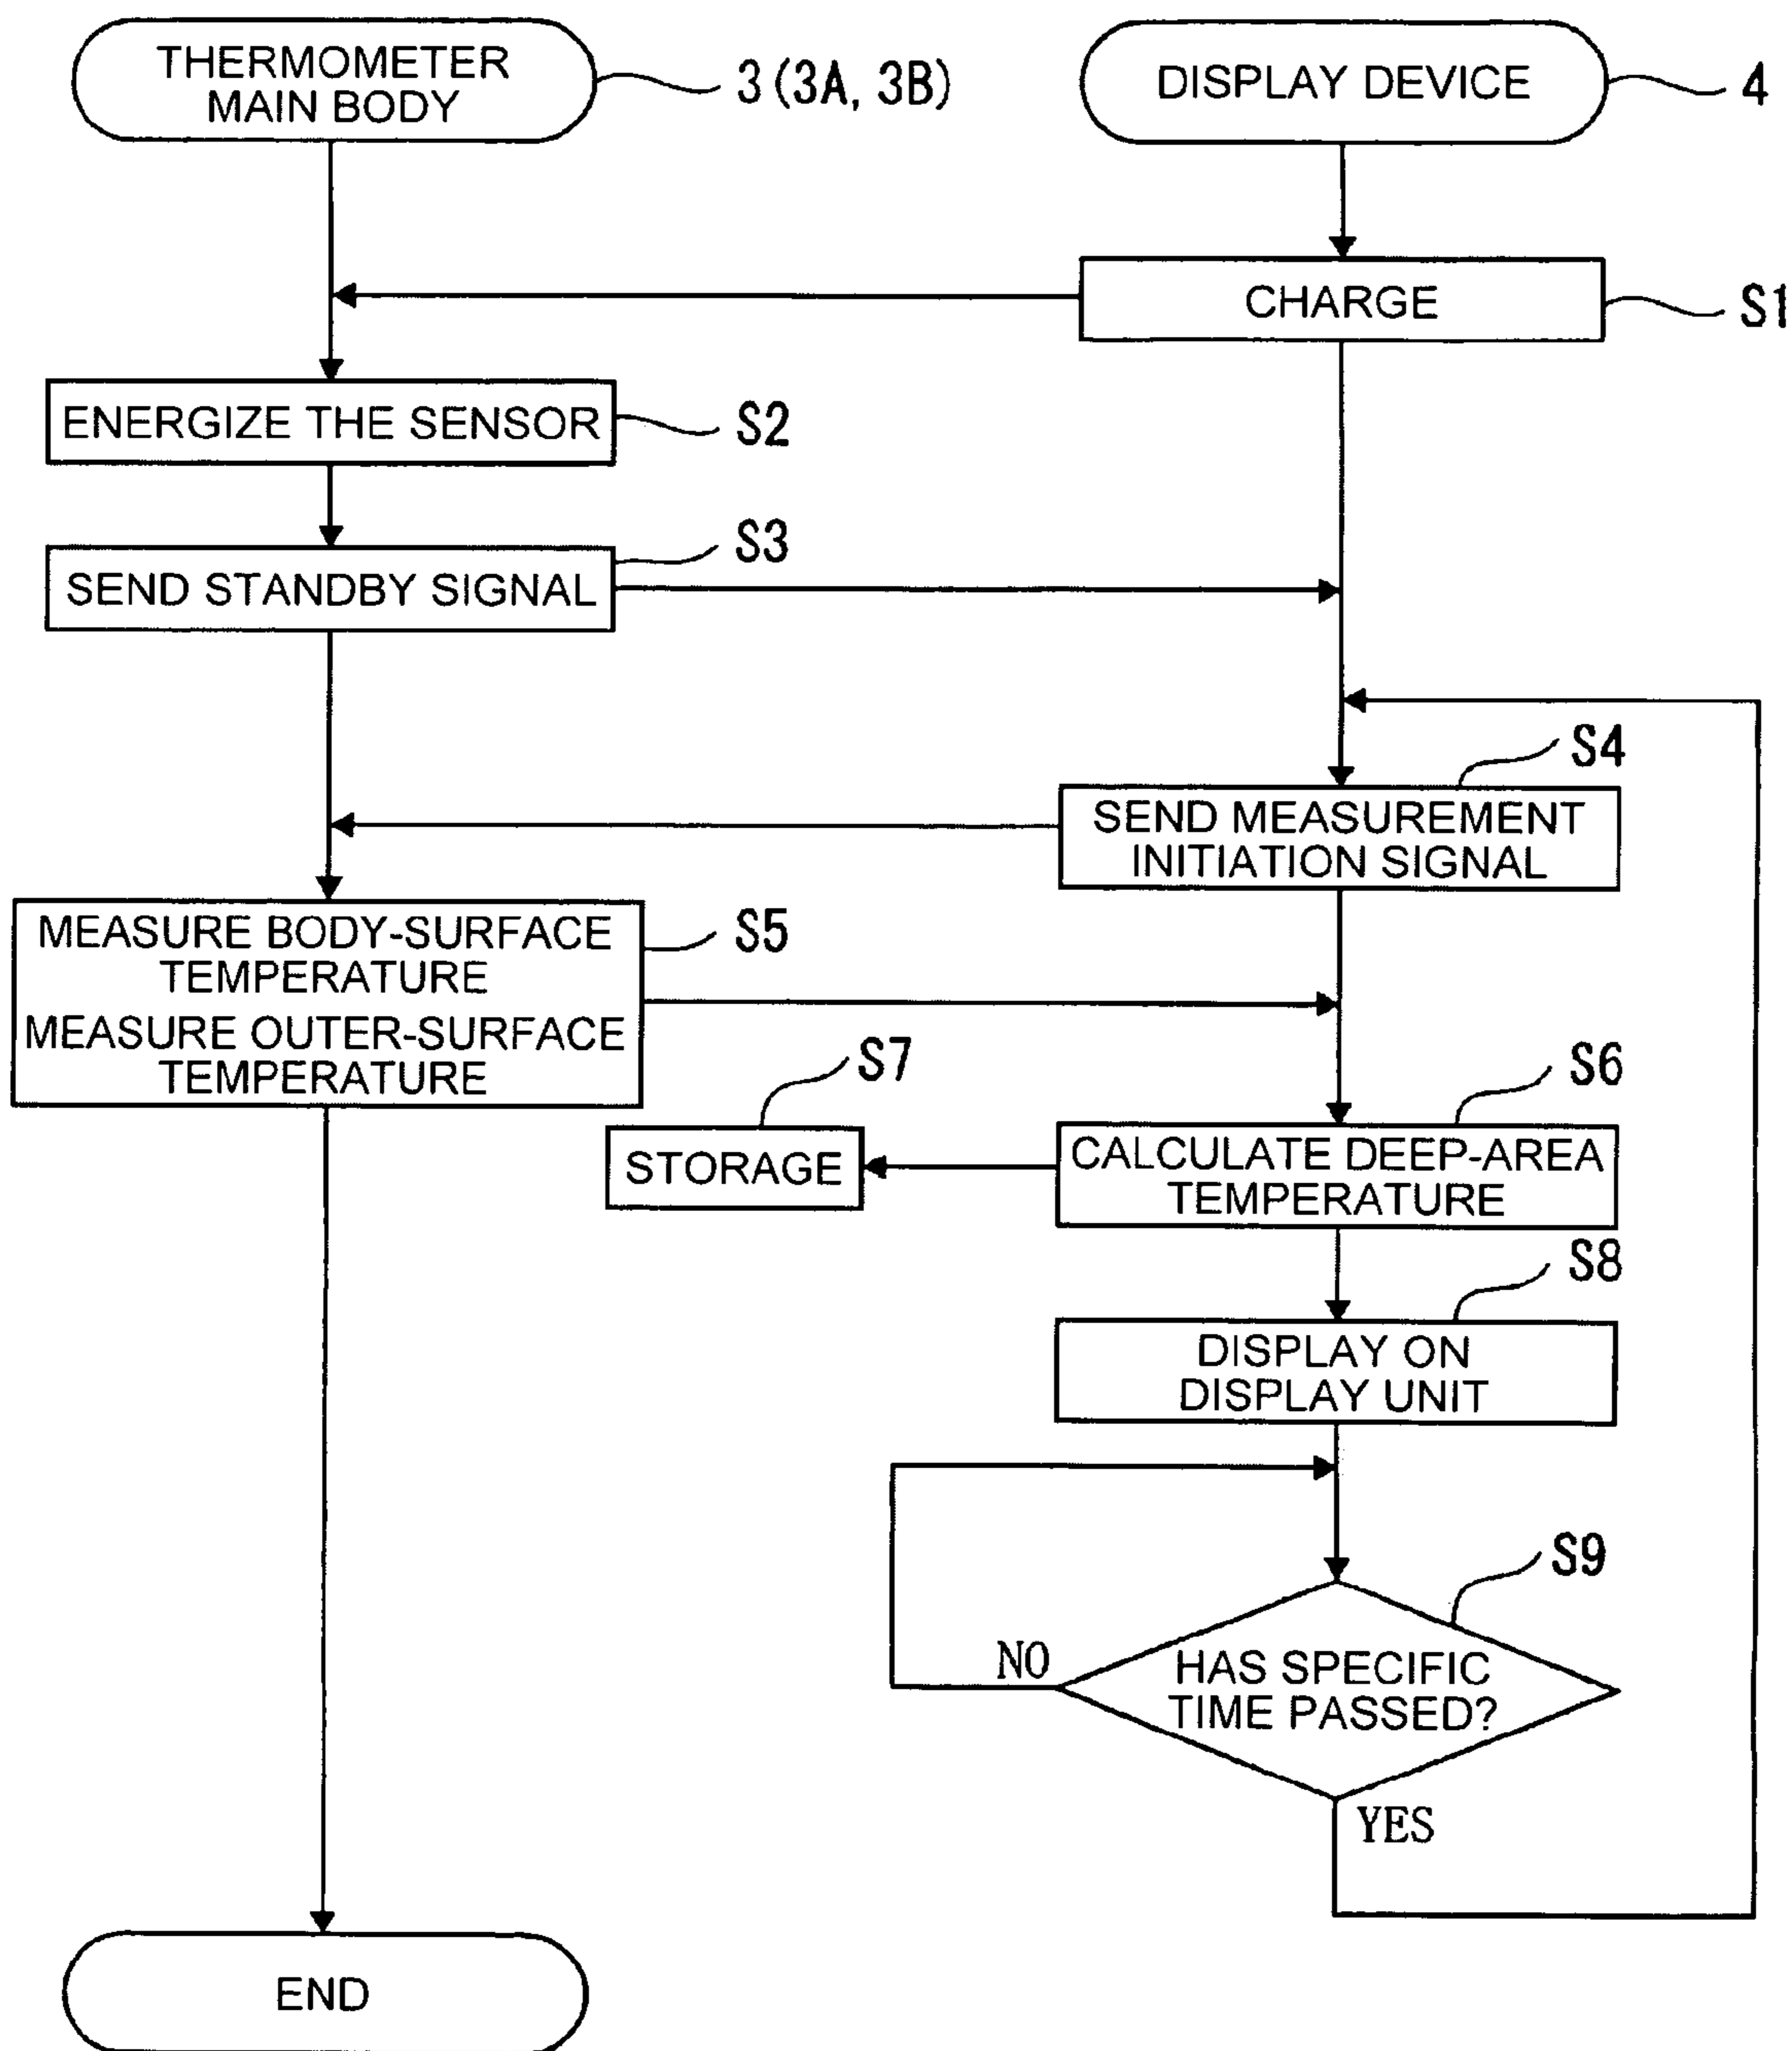 THERMOMETER
MAIN BODY
3 (3A, 3B)
DISPLAY DEVICE
4
CHARGE
S1
ENERGIZE THE SENSOR
S2
S3
SEND STANDBY SIGNAL
S4
SEND MEASUREMENT
INITIATION SIGNAL
MEASURE BODY-SURFACE
TEMPERATURE
MEASURE OUTER-SURFACE
TEMPERATURE
S5
S7
STORAGE
S6
CALCULATE DEEP-AREA
TEMPERATURE
S8
DISPLAY ON
DISPLAY UNIT
S9
NO
HAS SPECIFIC
TIME PASSED?
YES
END